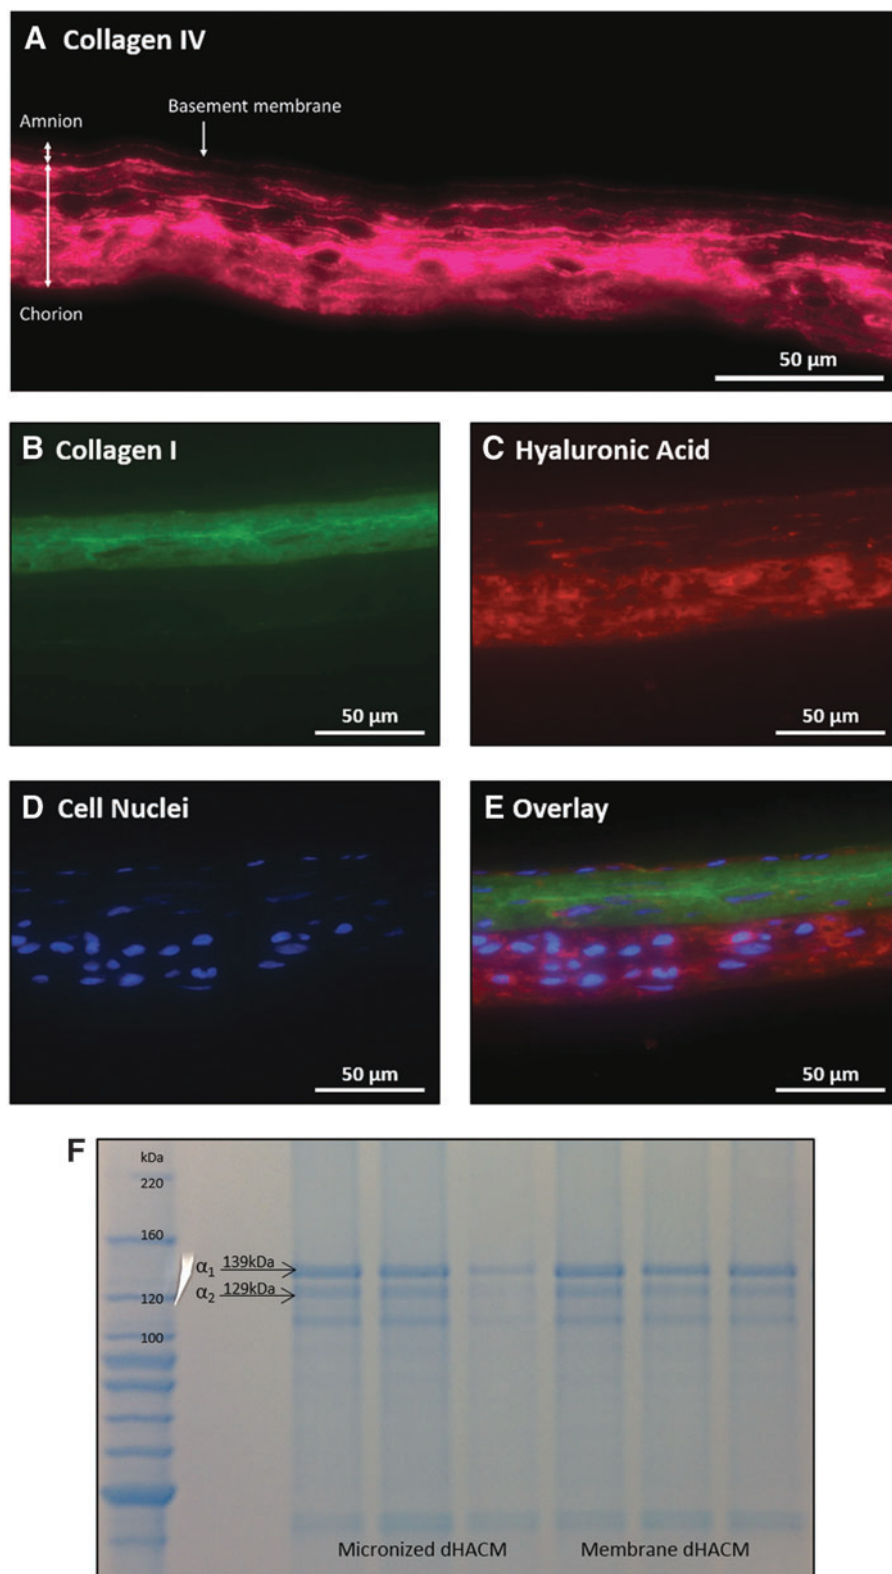 A Collagen IV
Basement membrane
Amnion
Chorion
50 µm
B Collagen I
50 µm
C Hyaluronic Acid
50 µm
D Cell Nuclei
50 µm
E Overlay
50 µm
F
kDa
220
160
α1 139kDa
α2 129kDa
120
100
Micronized dHACM
Membrane dHACM